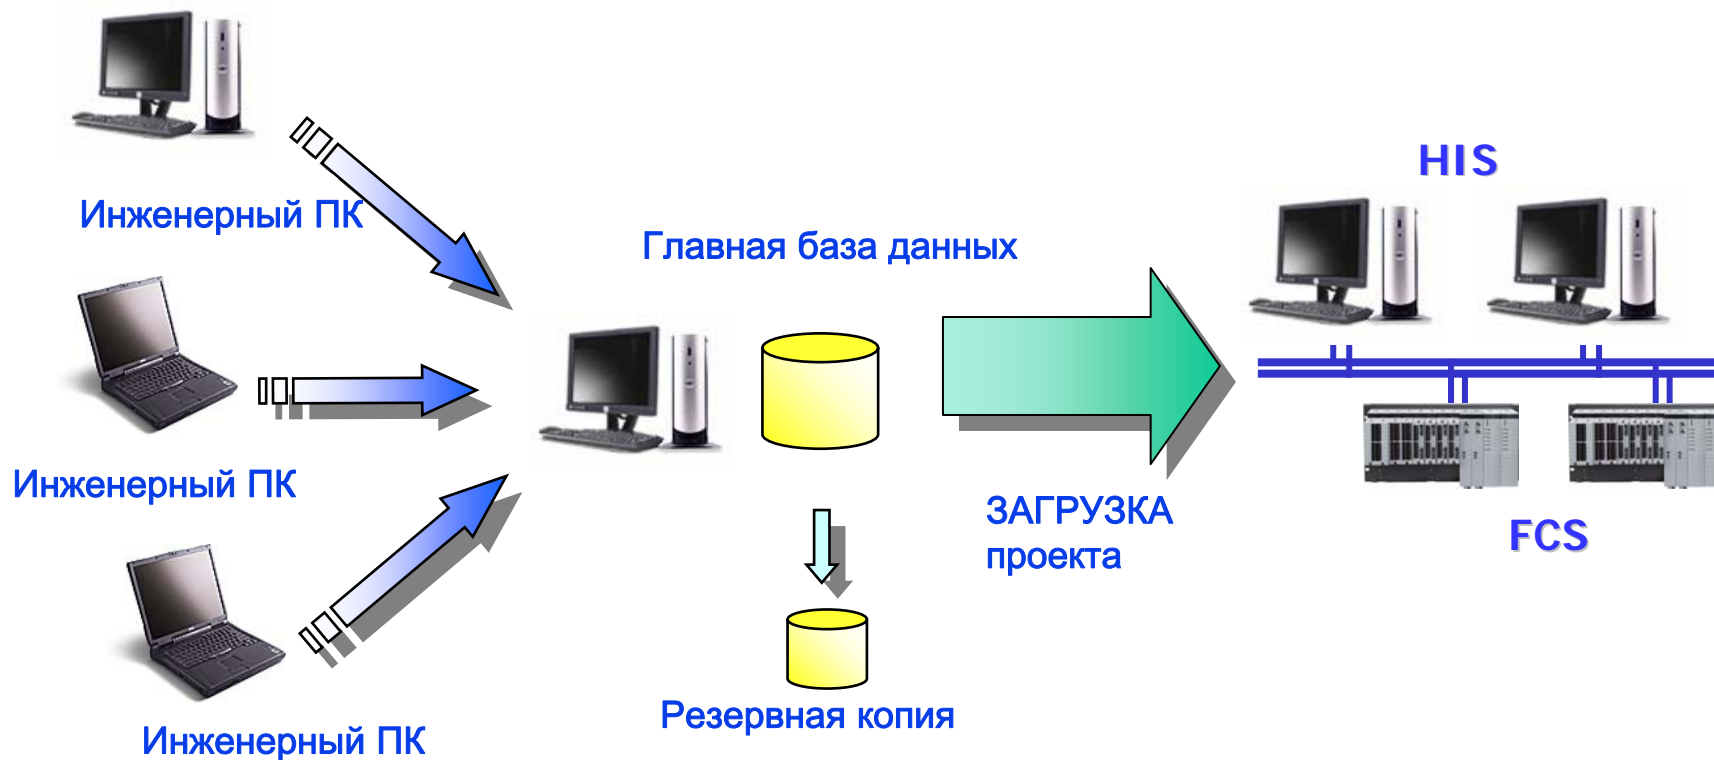 HIS
Инженерный ПК
Главная база данных
Инженерный ПК
ЗАГРУЗКА
проекта
FCS
Резервная копия
Инженерный ПК